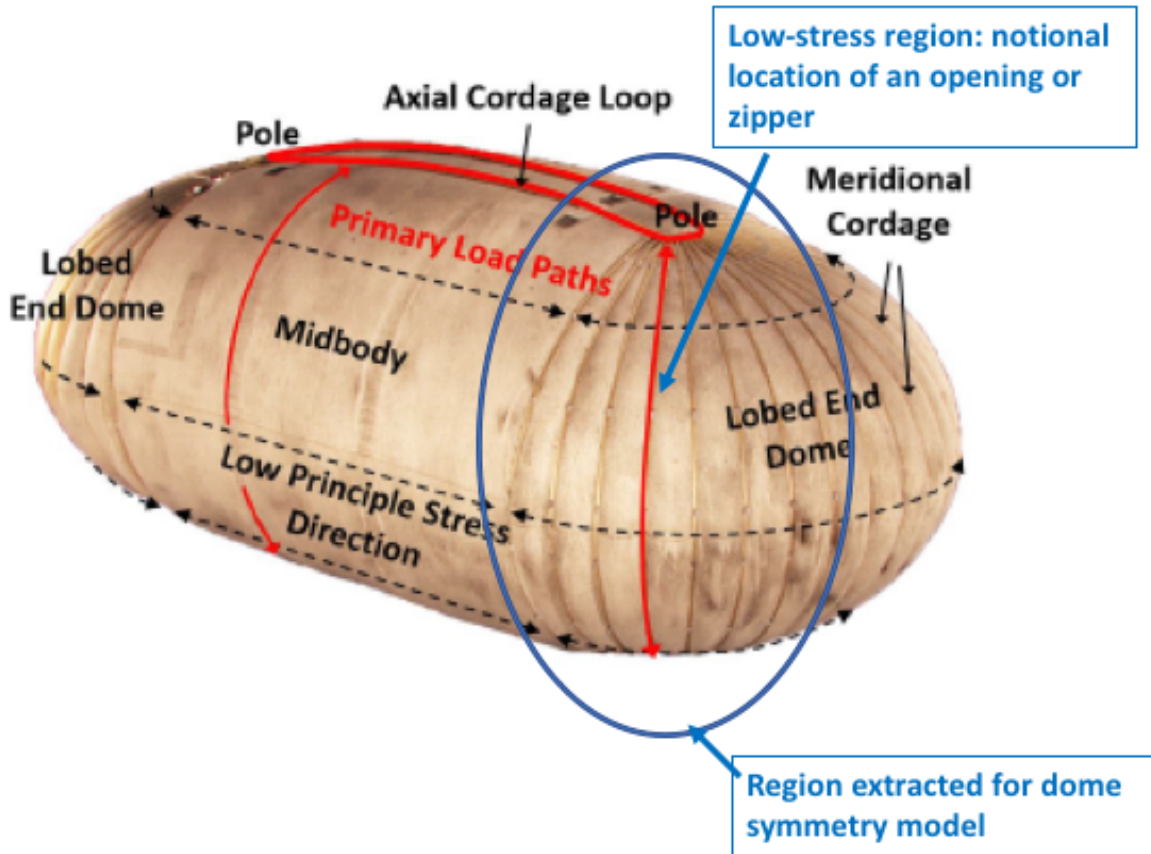 Low-stress region: notional
location of an opening or
zipper
Axial Cordage Loop
Pole
Meridional
Cordage
Pole
Primary Load Paths
Lobed
End Dome
Midbody
Lobed End
Dome
Low Principle Stress
Direction
Region extracted for dome
symmetry model